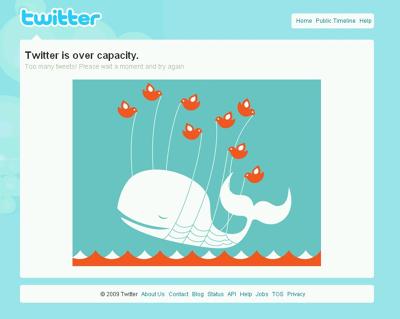 twitter
Home Public Timeline Help
Twitter is over capacity.
Too many tweets! Please wait a moment and try again.
© 2009 Twitter About Us Contact Blog Status API Help Jobs TOS Privacy